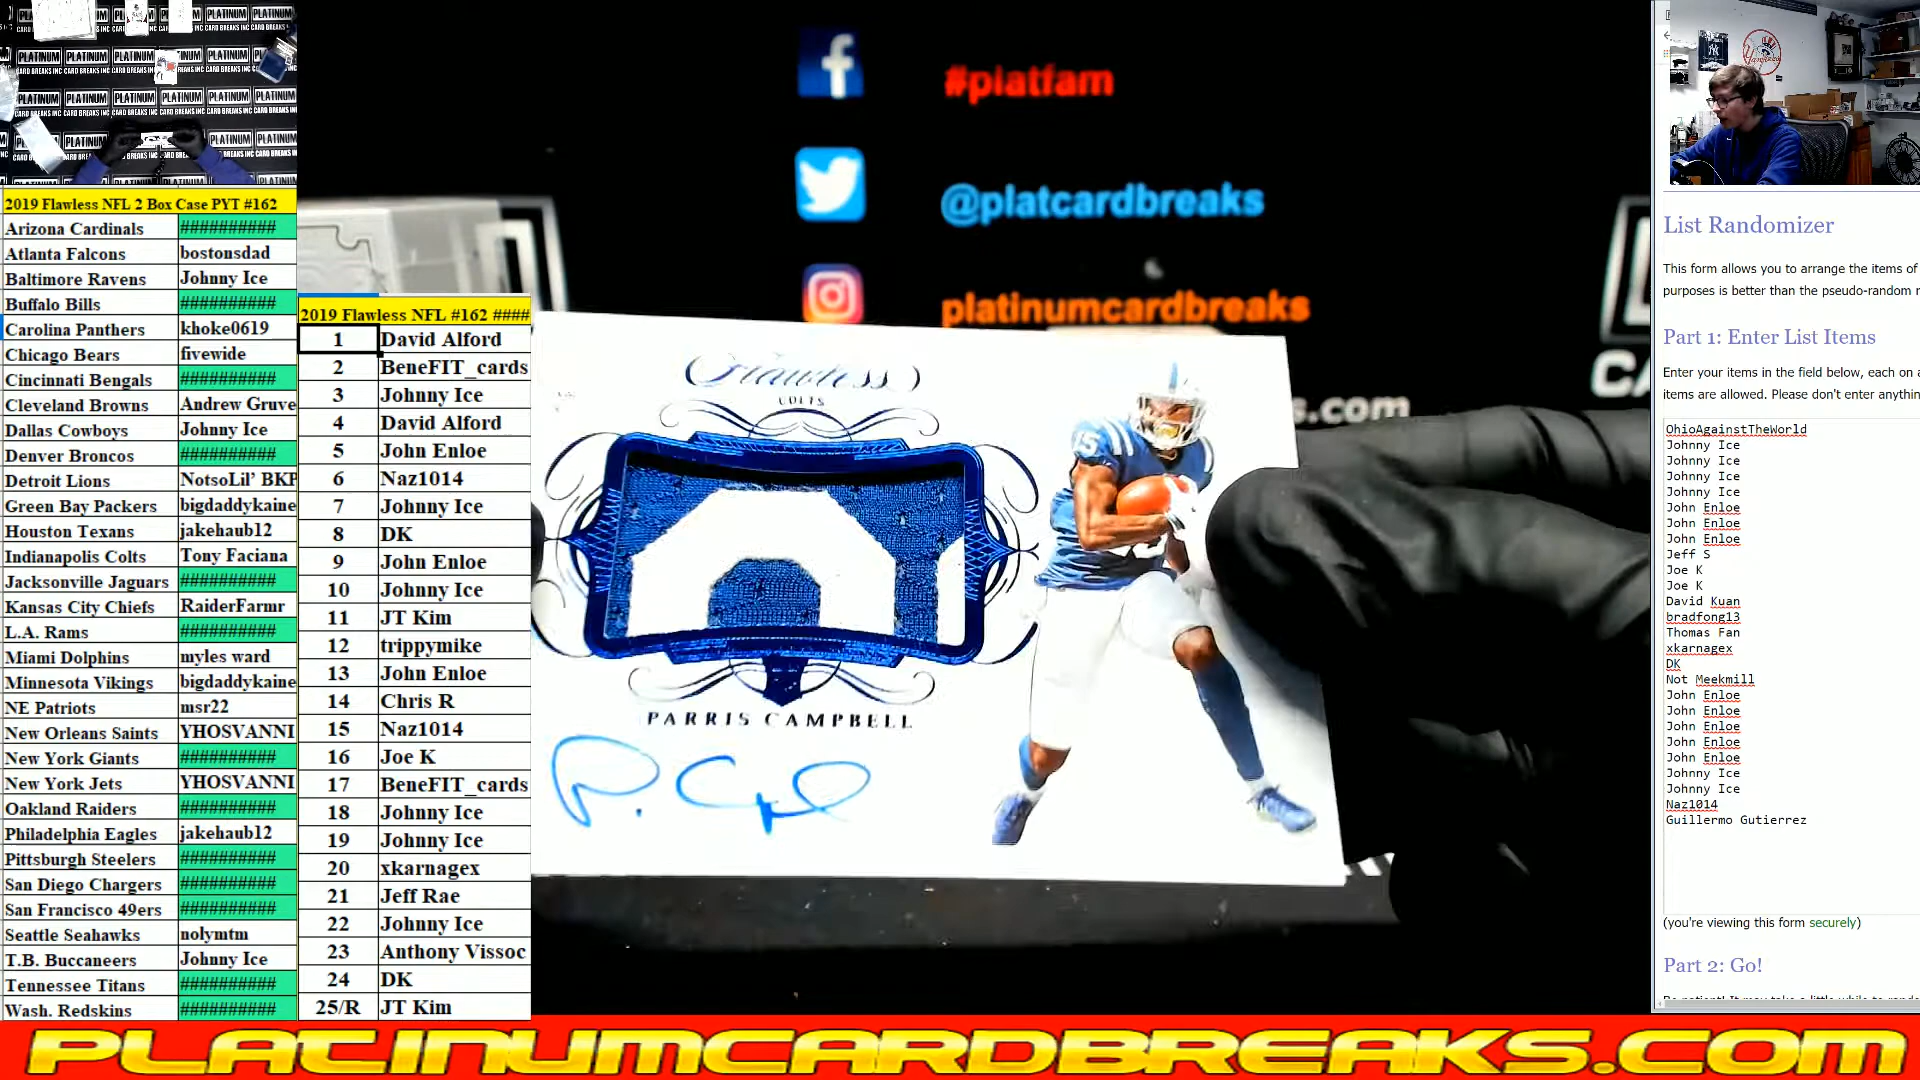 2019 Flawless NFL 2 Box Case PYT #162
Arizona Cardinals ##########
Atlanta Falcons bostonsdad
Baltimore Ravens Johnny Ice
Buffalo Bills ##########
Carolina Panthers khoke0619
Chicago Bears fivewide
Cincinnati Bengals ##########
Cleveland Browns Andrew Gruve
Dallas Cowboys Johnny Ice
Denver Broncos ##########
Detroit Lions NotsoLil’ BKP
Green Bay Packers bigdaddykaine
Houston Texans jakehaub12
Indianapolis Colts Tony Faciana
Jacksonville Jaguars ##########
Kansas City Chiefs RaiderFarmr
L.A. Rams ##########
Miami Dolphins myles ward
Minnesota Vikings bigdaddykaine
NE Patriots msr22
New Orleans Saints YHOSVANNI
New York Giants ##########
New York Jets YHOSVANNI
Oakland Raiders ##########
Philadelphia Eagles jakehaub12
Pittsburgh Steelers ##########
San Diego Chargers ##########
San Francisco 49ers ##########
Seattle Seahawks nolymtm
T.B. Buccaneers Johnny Ice
Tennessee Titans ##########
Wash. Redskins ##########
2019 Flawless NFL #162 ####
1 David Alford
2 BeneFIT_cards
3 Johnny Ice
4 David Alford
5 John Enloe
6 Naz1014
7 Johnny Ice
8 DK
9 John Enloe
10 Johnny Ice
11 JT Kim
12 trippymike
13 John Enloe
14 Chris R
15 Naz1014
16 Joe K
17 BeneFIT_cards
18 Johnny Ice
19 Johnny Ice
20 xkarnagex
21 Jeff Rae
22 Johnny Ice
23 Anthony Vissoc
24 DK
25/R JT Kim
#platfam
@platcardbreaks
platinumcardbreaks
s.com
Flawless
COLTS
PARRIS CAMPBELL
List Randomizer
This form allows you to arrange the items of
purposes is better than the pseudo-random
Part 1: Enter List Items
Enter your items in the field below, each on
items are allowed. Please don't enter anythin
OhioAgainstTheWorld
Johnny Ice
Johnny Ice
Johnny Ice
Johnny Ice
John Enloe
John Enloe
John Enloe
Jeff S
Joe K
Joe K
David Kuan
bradfong13
Thomas Fan
xkarnagex
DK
Not Meekmill
John Enloe
John Enloe
John Enloe
John Enloe
John Enloe
Johnny Ice
Johnny Ice
Naz1014
Guillermo Gutierrez
(you're viewing this form securely)
Part 2: Go!
PLATINUMCARDBREAKS.COM